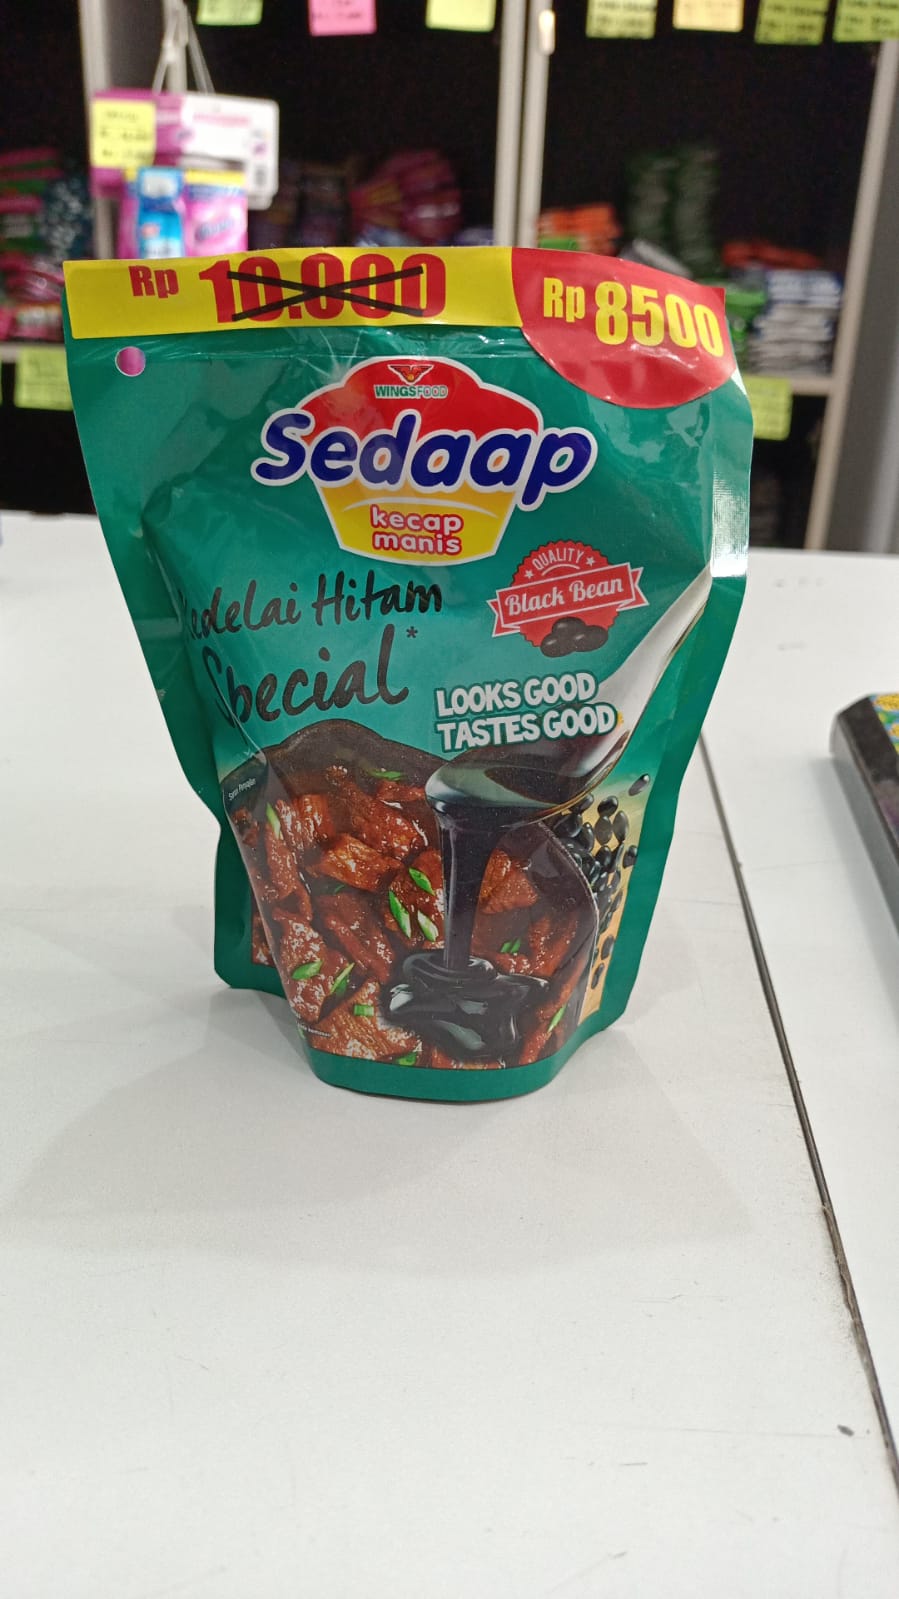 Rp 10.000
Rp 8500
WINGSFOOD
Sedaap
kecap
manis
QUALITY
Black Bean
Kedelai Hitam
Special*
LOOKS GOOD
TASTES GOOD